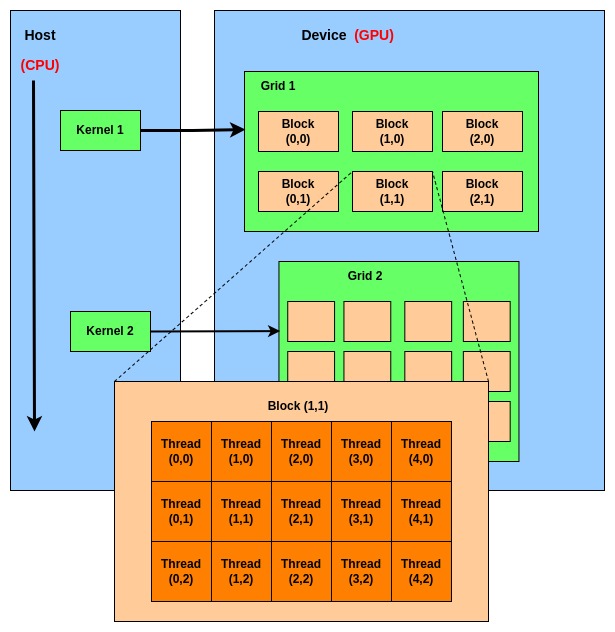 Host
(CPU)
Device (GPU)
Kernel 1
Grid 1
Block
(0,0)
Block
(1,0)
Block
(2,0)
Block
(0,1)
Block
(1,1)
Block
(2,1)
Kernel 2
Grid 2
Block (1,1)
Thread
(0,0)
Thread
(1,0)
Thread
(2,0)
Thread
(3,0)
Thread
(4,0)
Thread
(0,1)
Thread
(1,1)
Thread
(2,1)
Thread
(3,1)
Thread
(4,1)
Thread
(0,2)
Thread
(1,2)
Thread
(2,2)
Thread
(3,2)
Thread
(4,2)